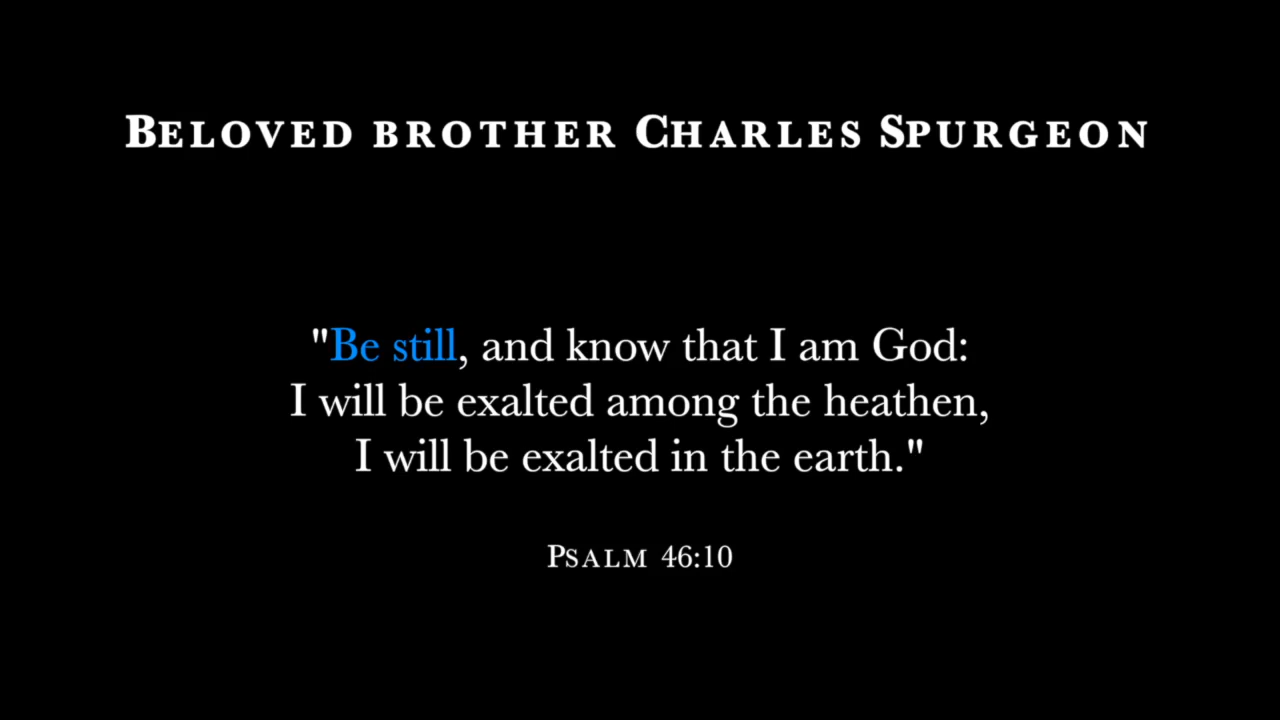 Beloved brother Charles Spurgeon
"Be still, and know that I am God:
I will be exalted among the heathen,
I will be exalted in the earth."
Psalm 46:10